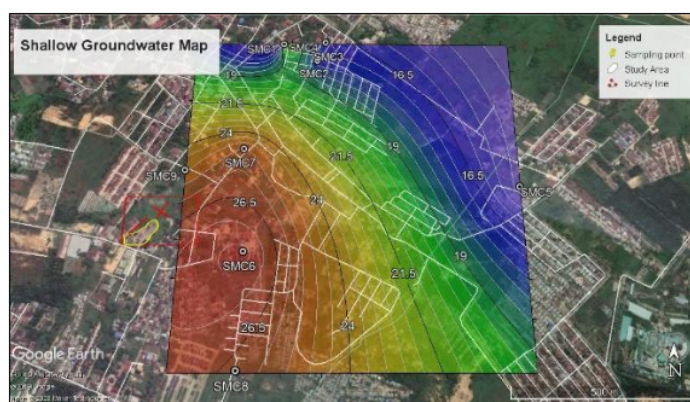 Shallow Groundwater Map
Legend
Sampling point
Study Area
Survey line
SMC4
SMC3
SMC2
19
16.5
21.5
24
SMC7
21.5
19
SMC9
16.5
SMC5
26.5
24
SMC6
19
21.5
26.5
24
Google Earth
SMC8
N